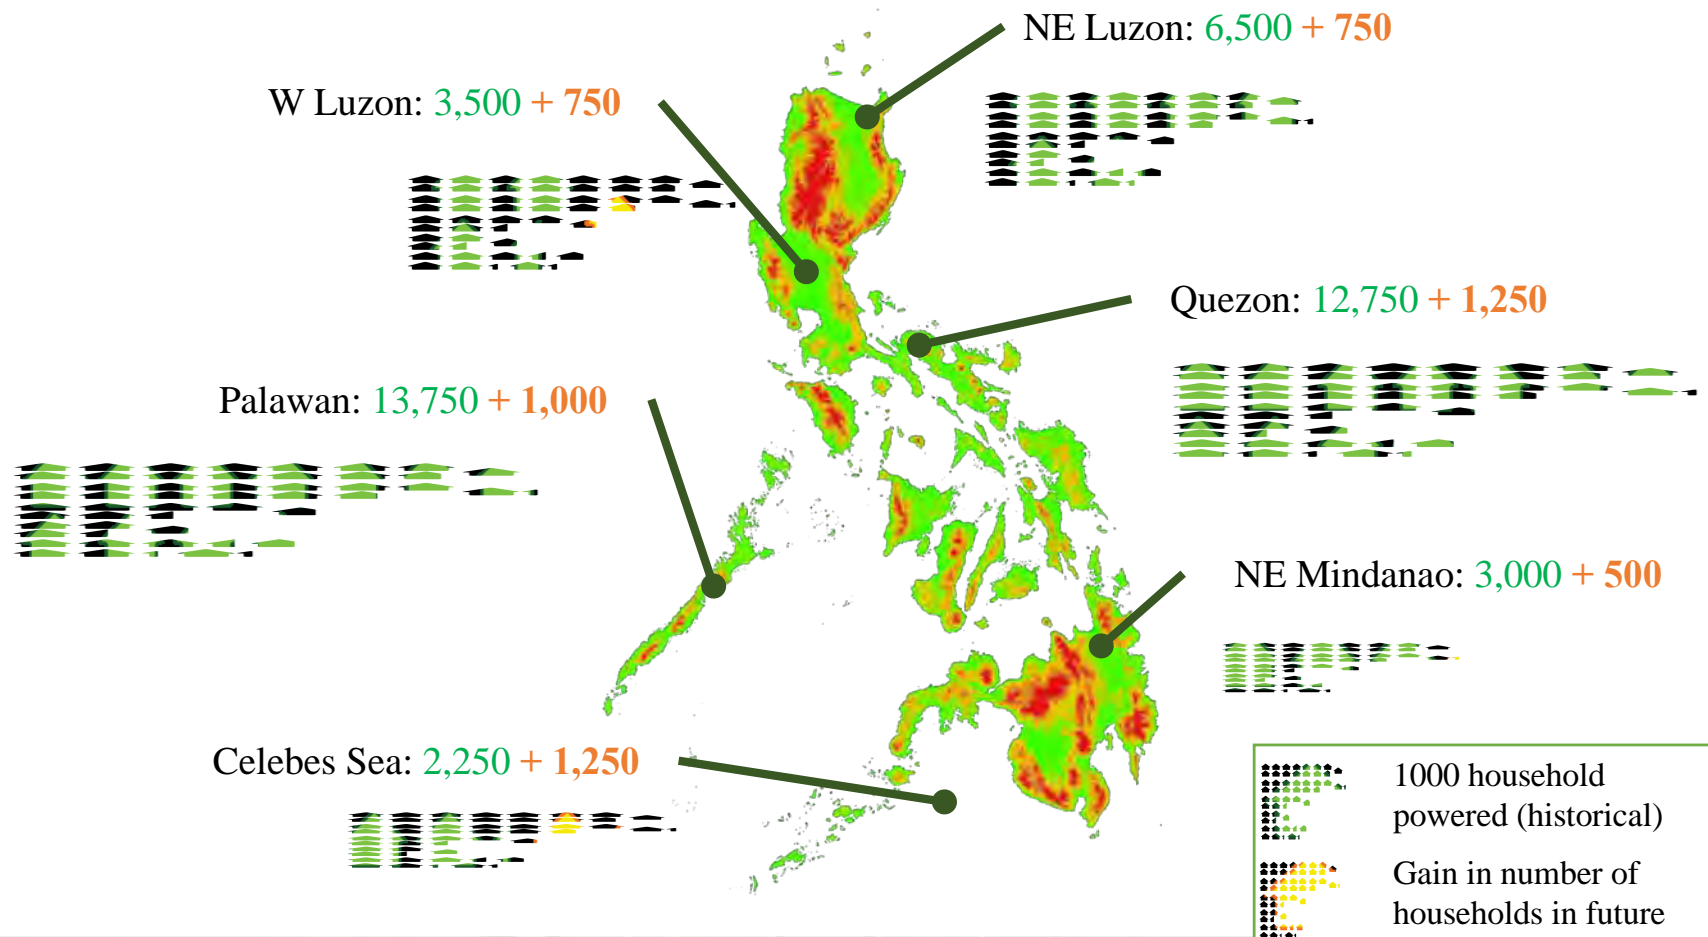 NE Luzon: 6,500 + 750
W Luzon: 3,500 + 750
Quezon: 12,750 + 1,250
Palawan: 13,750 + 1,000
NE Mindanao: 3,000 + 500
Celebes Sea: 2,250 + 1,250
1000 household
powered (historical)
Gain in number of
households in future